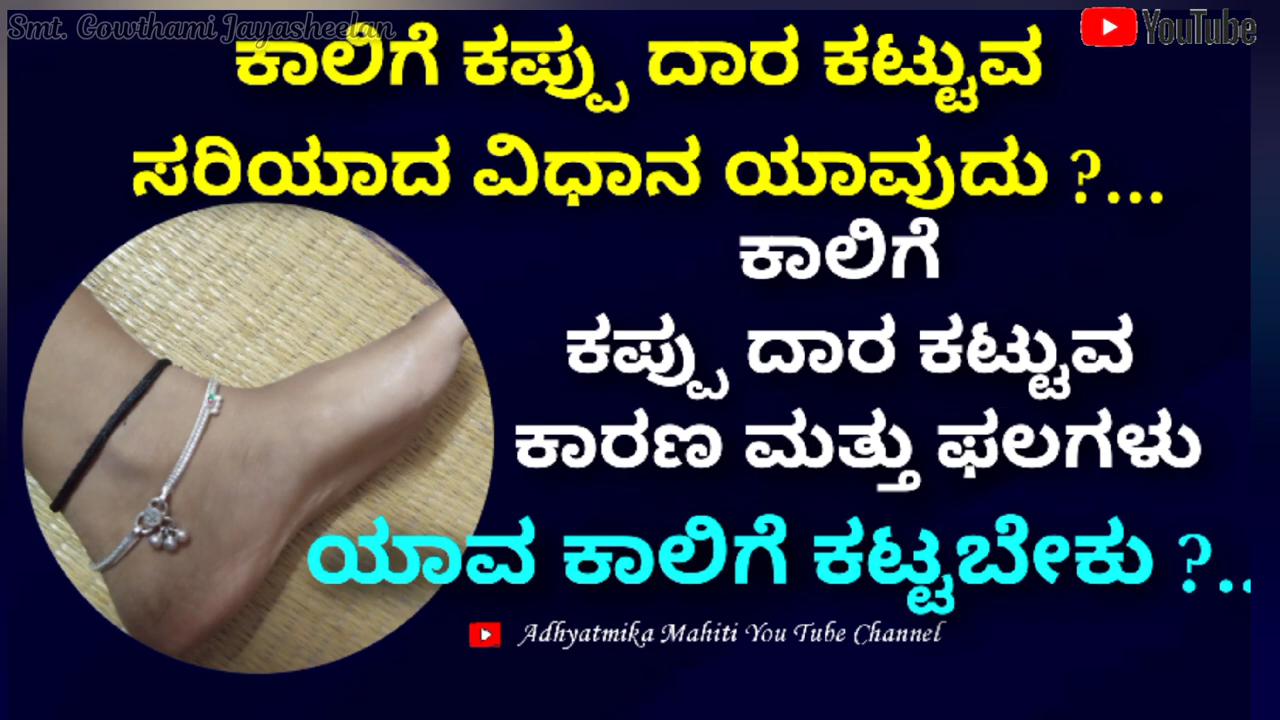 Smt. Gowthami Jayasheelan
YouTube
ಕಾಲಿಗೆ ಕಪ್ಪು ದಾರ ಕಟ್ಟುವ
ಸರಿಯಾದ ವಿಧಾನ ಯಾವುದು ?...
ಕಾಲಿಗೆ
ಕಪ್ಪು ದಾರ ಕಟ್ಟುವ
ಕಾರಣ ಮತ್ತು ಫಲಗಳು
ಯಾವ ಕಾಲಿಗೆ ಕಟ್ಟಬೇಕು ?..
Adhyatmika Mahiti You Tube Channel